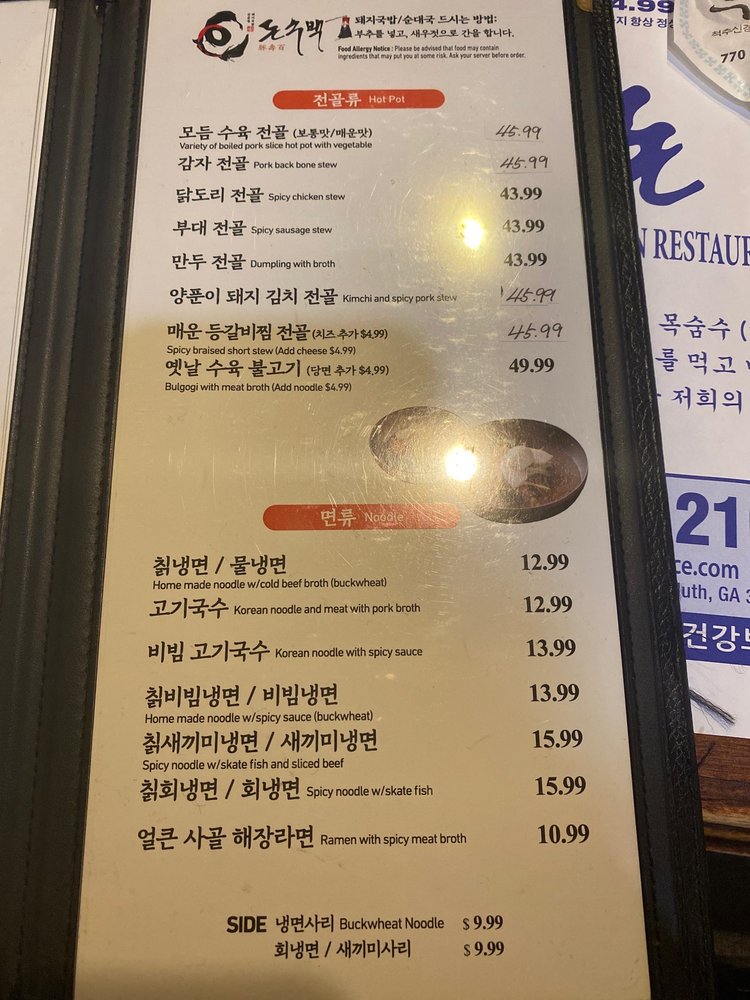 돈수백
豚壽百
돼지국밥/순대국 드시는 방법;
부추를 넣고, 새우젓으로 간을 합니다.
Food Allergy Notice : Please be advised that food may contain
ingredients that may put you at some risk. Ask your server before order.
전골류 Hot Pot
모듬 수육 전골 (보통맛/매운맛) 45.99
Variety of boiled pork slice hot pot with vegetable
감자 전골 Pork back bone stew 45.99
닭도리 전골 Spicy chicken stew 43.99
부대 전골 Spicy sausage stew 43.99
만두 전골 Dumpling with broth 43.99
양푼이 돼지 김치 전골 Kimchi and spicy pork stew 45.99
매운 등갈비찜 전골 (치즈 추가 $4.99) 45.99
Spicy braised short stew (Add cheese $4.99)
옛날 수육 불고기 (당면 추가 $4.99) 49.99
Bulgogi with meat broth (Add noodle $4.99)
면류 Noodle
칡냉면 / 물냉면 12.99
Home made noodle w/cold beef broth (buckwheat)
고기국수 Korean noodle and meat with pork broth 12.99
비빔 고기국수 Korean noodle with spicy sauce 13.99
칡비빔냉면 / 비빔냉면 13.99
Home made noodle w/spicy sauce (buckwheat)
칡새끼미냉면 / 새끼미냉면 15.99
Spicy noodle w/skate fish and sliced beef
칡회냉면 / 회냉면 Spicy noodle w/skate fish 15.99
얼큰 사골 해장라면 Ramen with spicy meat broth 10.99
SIDE 냉면사리 Buckwheat Noodle $ 9.99
회냉면 / 새끼미사리 $ 9.99
4.99
지 항상 정성
척추신경
770
돈
N RESTAUR
목숨수 (
를 먹고
저희의
21
ce.com
luth, GA 3
건강보